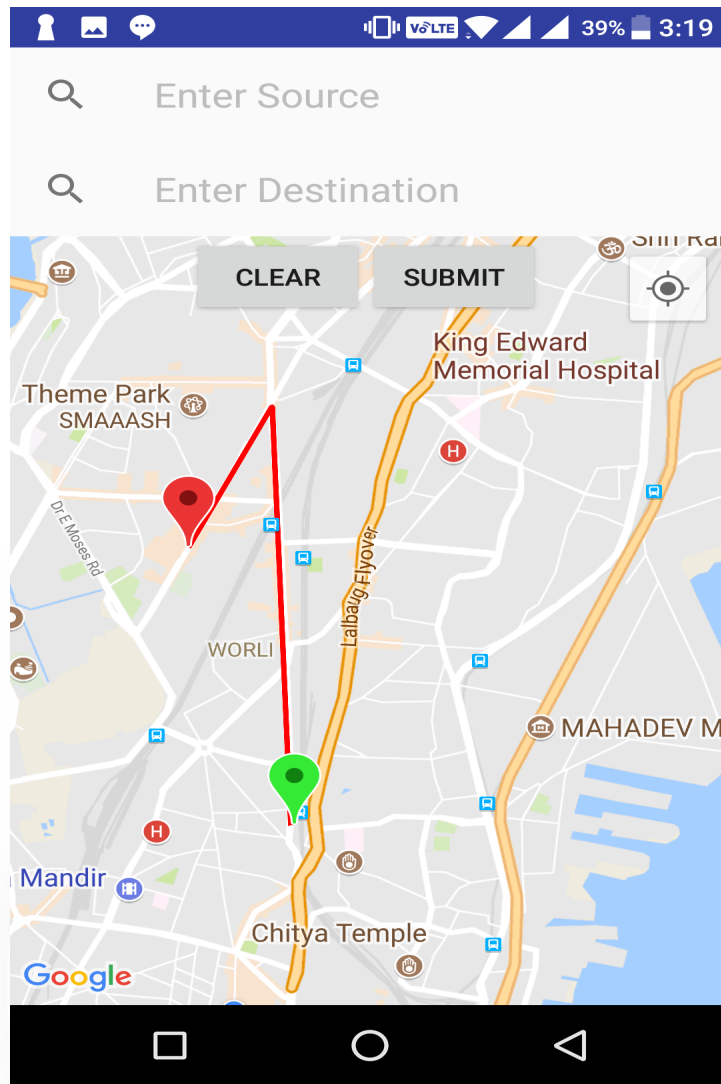 VoLTE 39% 3:19
Enter Source
Enter Destination
CLEAR SUBMIT
King Edward
Memorial Hospital
Theme Park
SMAAASH
H
Dr E Moses Rd
Lalbaug Flyover
WORLI
MAHADEV M
H
Mandir
Chitya Temple
Google